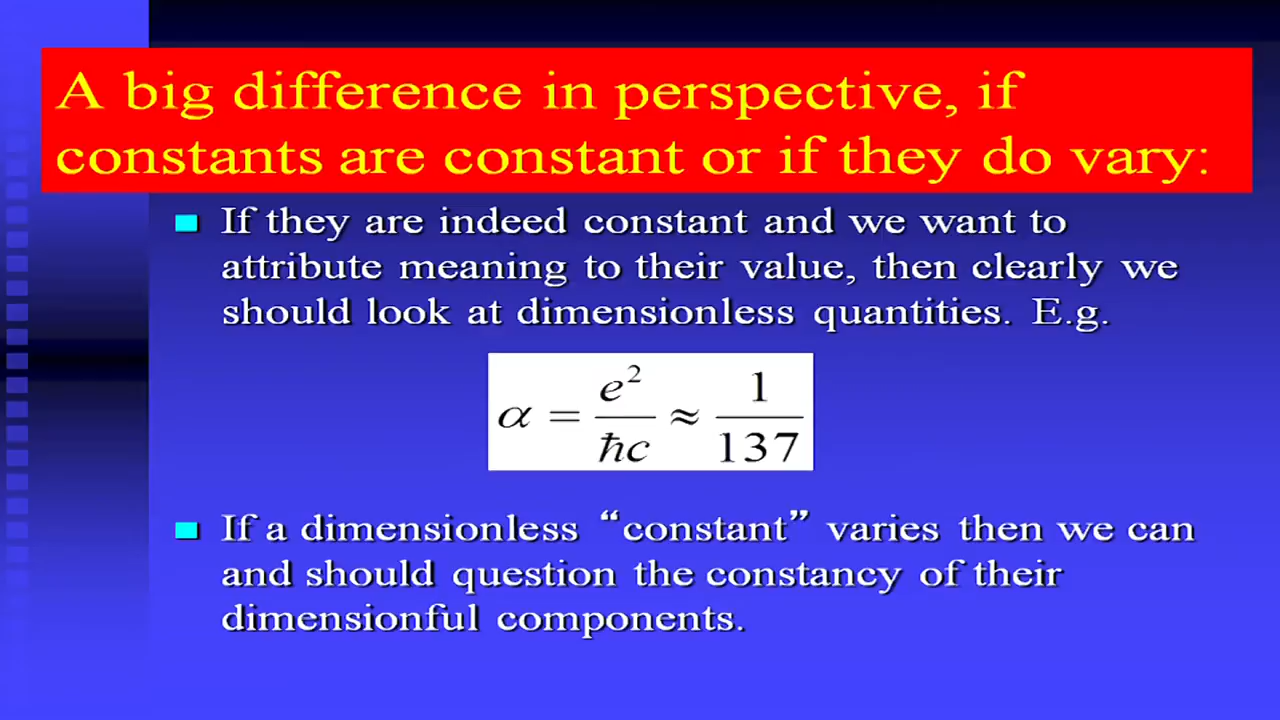 A big difference in perspective, if
constants are constant or if they do vary:
If they are indeed constant and we want to
attribute meaning to their value, then clearly we
should look at dimensionless quantities. E.g.
α = e² / ħc ≈ 1 / 137
If a dimensionless “constant” varies then we can
and should question the constancy of their
dimensionful components.